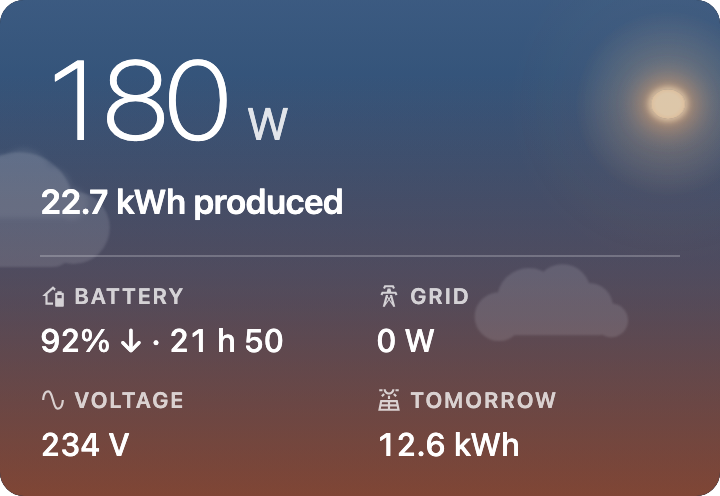 180 W
22.7 kWh produced
BATTERY
92% ↓ · 21 h 50
GRID
0 W
VOLTAGE
234 V
TOMORROW
12.6 kWh